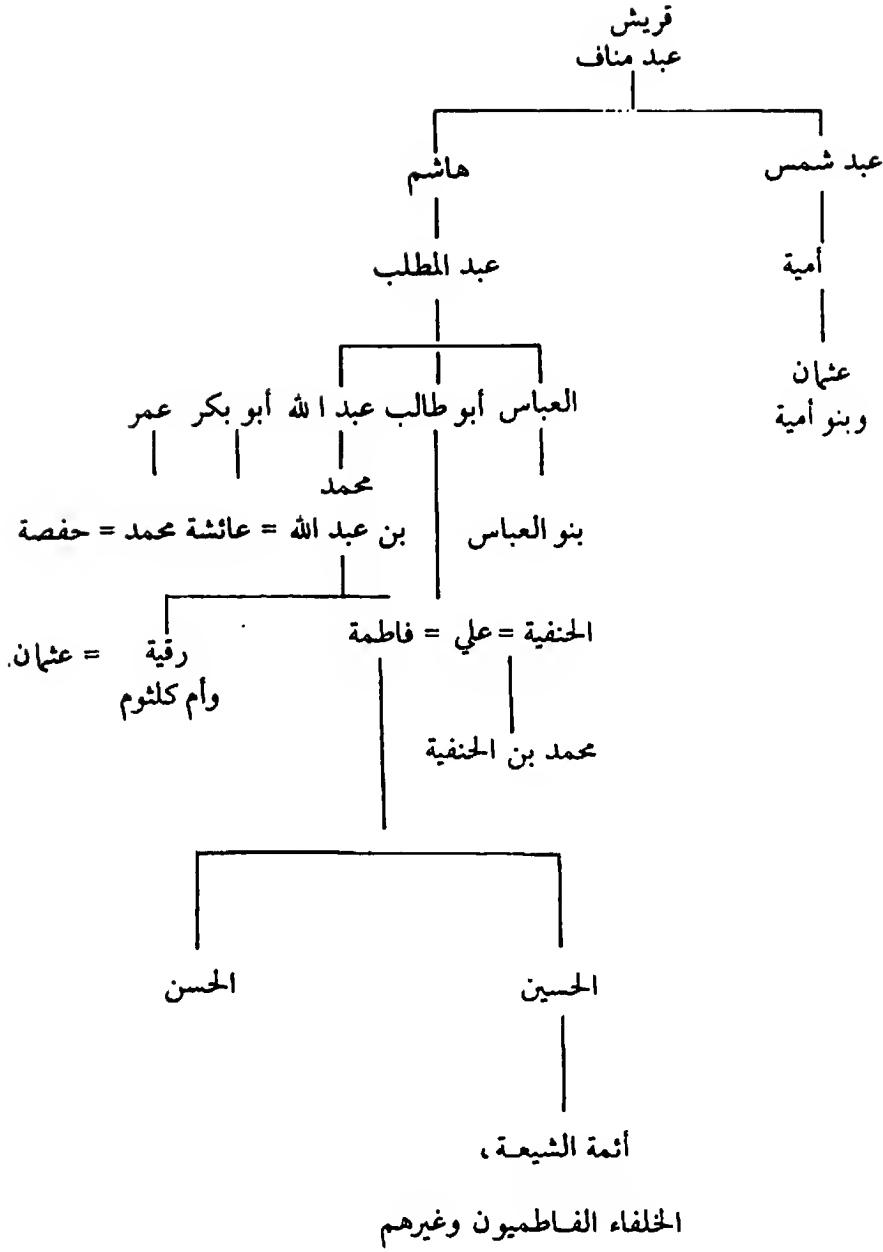 قريش
عبد مناف
عبد شمس
هاشم
أمية
عبد المطلب
عثمان
وبنو أمية
العباس أبو طالب عبد الله أبو بكر عمر
محمد
بنو العباس
بن عبد الله = عائشة محمد = حفصة
الحنفية = علي = فاطمة
رقية = عثمان
وأم كلثوم
محمد بن الحنفية
الحسين
الحسن
أئمة الشيعة ،
الخلفاء الفاطميون وغيرهم